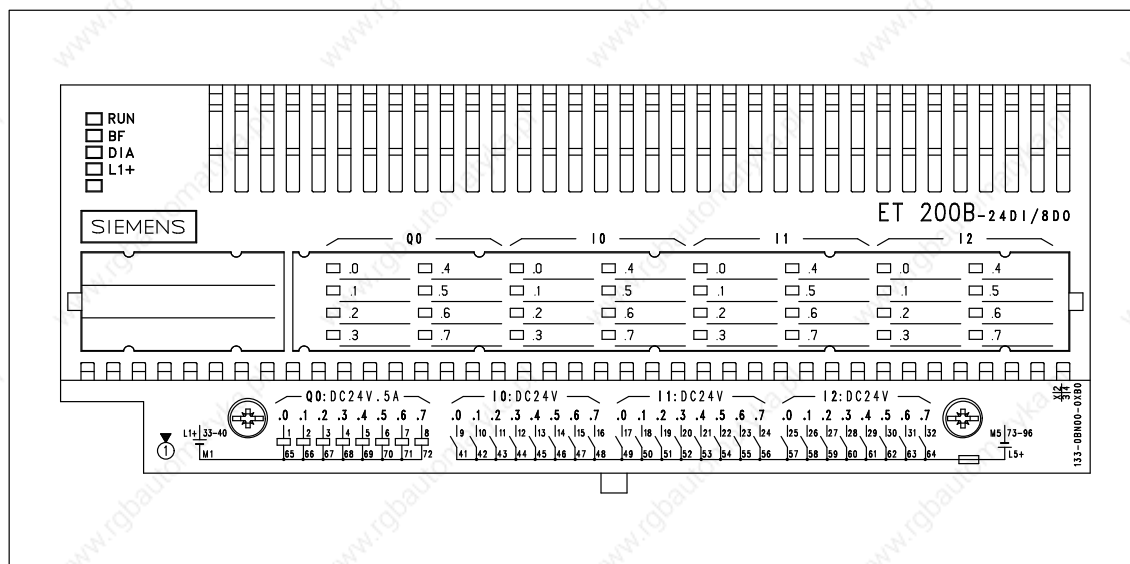 RUN
BF
DIA
L1+
SIEMENS
ET 200B-24DI/8DO
Q0 I0 I1 I2
.0 .4 .0 .4 .0 .4 .0 .4
.1 .5 .1 .5 .1 .5 .1 .5
.2 .6 .2 .6 .2 .6 .2 .6
.3 .7 .3 .7 .3 .7 .3 .7
Q0:DC24V .5A I0:DC24V I1:DC24V I2:DC24V
.0 .1 .2 .3 .4 .5 .6 .7 .0 .1 .2 .3 .4 .5 .6 .7 .0 .1 .2 .3 .4 .5 .6 .7 .0 .1 .2 .3 .4 .5 .6 .7
L1+ 33-40 1 2 3 4 5 6 7 8 9 10 11 12 13 14 15 16 17 18 19 20 21 22 23 24 25 26 27 28 29 30 31 32 M5 73-96
1 M1 65 66 67 68 69 70 71 72 41 42 43 44 45 46 47 48 49 50 51 52 53 54 55 56 57 58 59 60 61 62 63 64 L5+
133-0BN00-0XB0
www.rgbautomatyka.pl